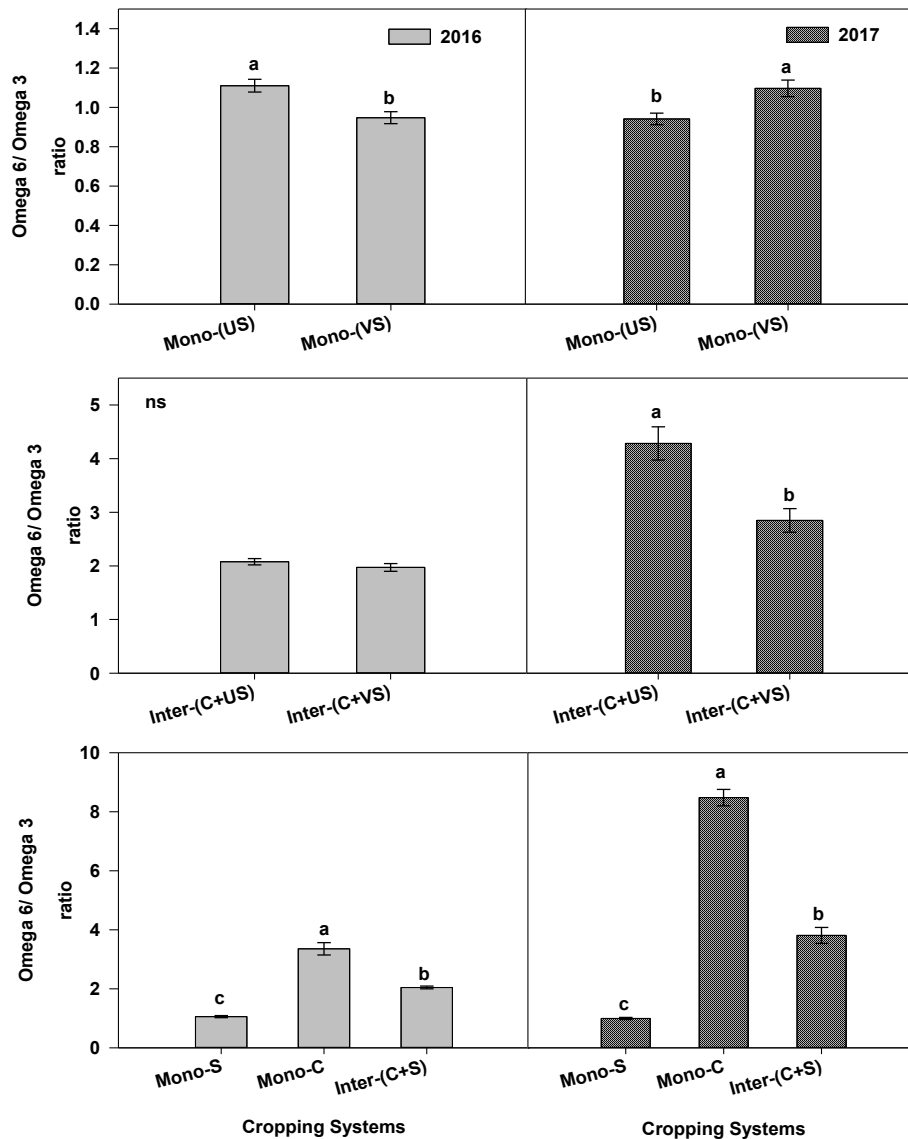 2016
2017
Omega 6/ Omega 3
ratio
1.4
1.2
1.0
0.8
0.6
0.4
0.2
0.0
a
b
b
a
Mono-(US)
Mono-(VS)
Mono-(US)
Mono-(VS)
Omega 6/ Omega 3
ratio
5
4
3
2
1
0
ns
a
b
Inter-(C+US)
Inter-(C+VS)
Inter-(C+US)
Inter-(C+VS)
Omega 6/ Omega 3
ratio
10
8
6
4
2
0
c
a
b
c
a
b
Mono-S
Mono-C
Inter-(C+S)
Mono-S
Mono-C
Inter-(C+S)
Cropping Systems
Cropping Systems